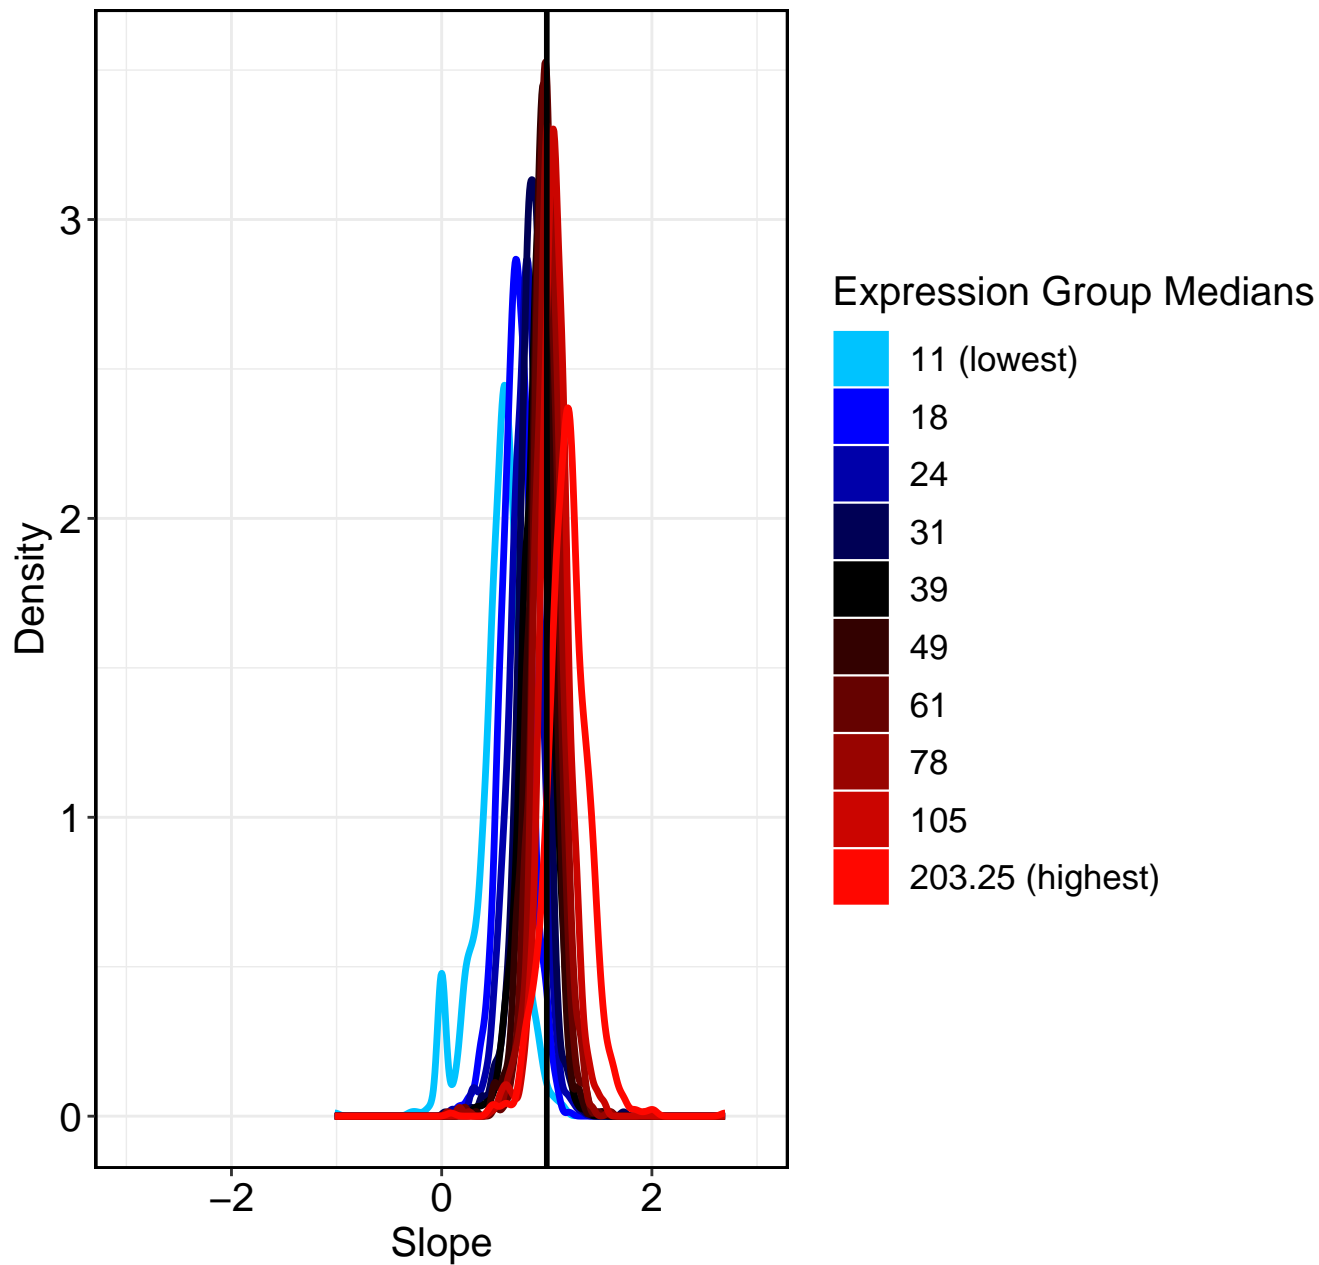 Density
3
2
1
0
−2 0 2
Slope
Expression Group Medians
11 (lowest)
18
24
31
39
49
61
78
105
203.25 (highest)